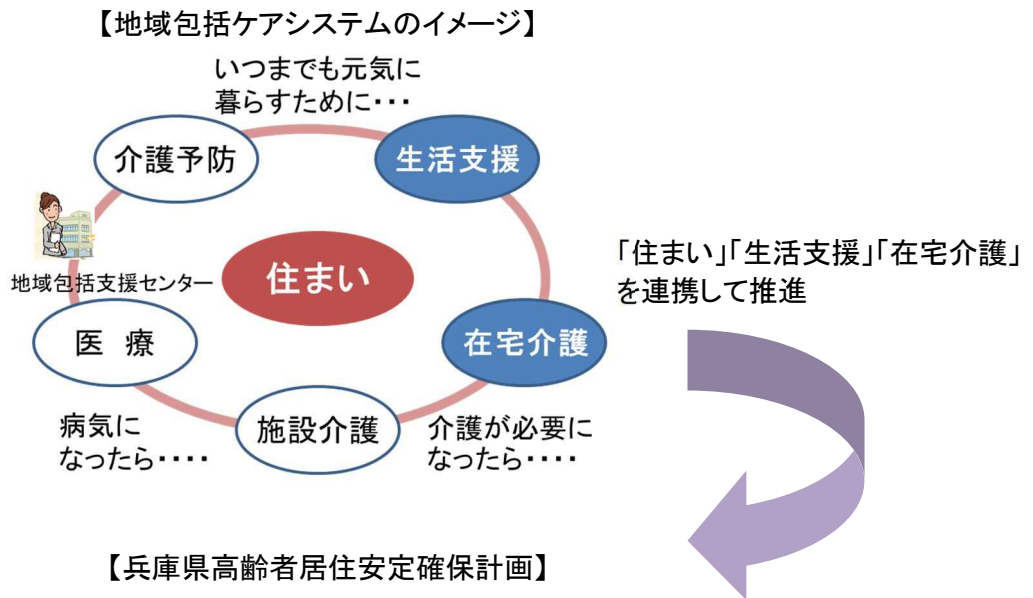 【地域包括ケアシステムのイメージ】
いつまでも元気に
暮らすために・・・
介護予防
生活支援
地域包括支援センター
住まい
「住まい」「生活支援」「在宅介護」
を連携して推進
医 療
在宅介護
施設介護
病気に
なったら・・・・
介護が必要に
なったら・・・・
【兵庫県高齢者居住安定確保計画】